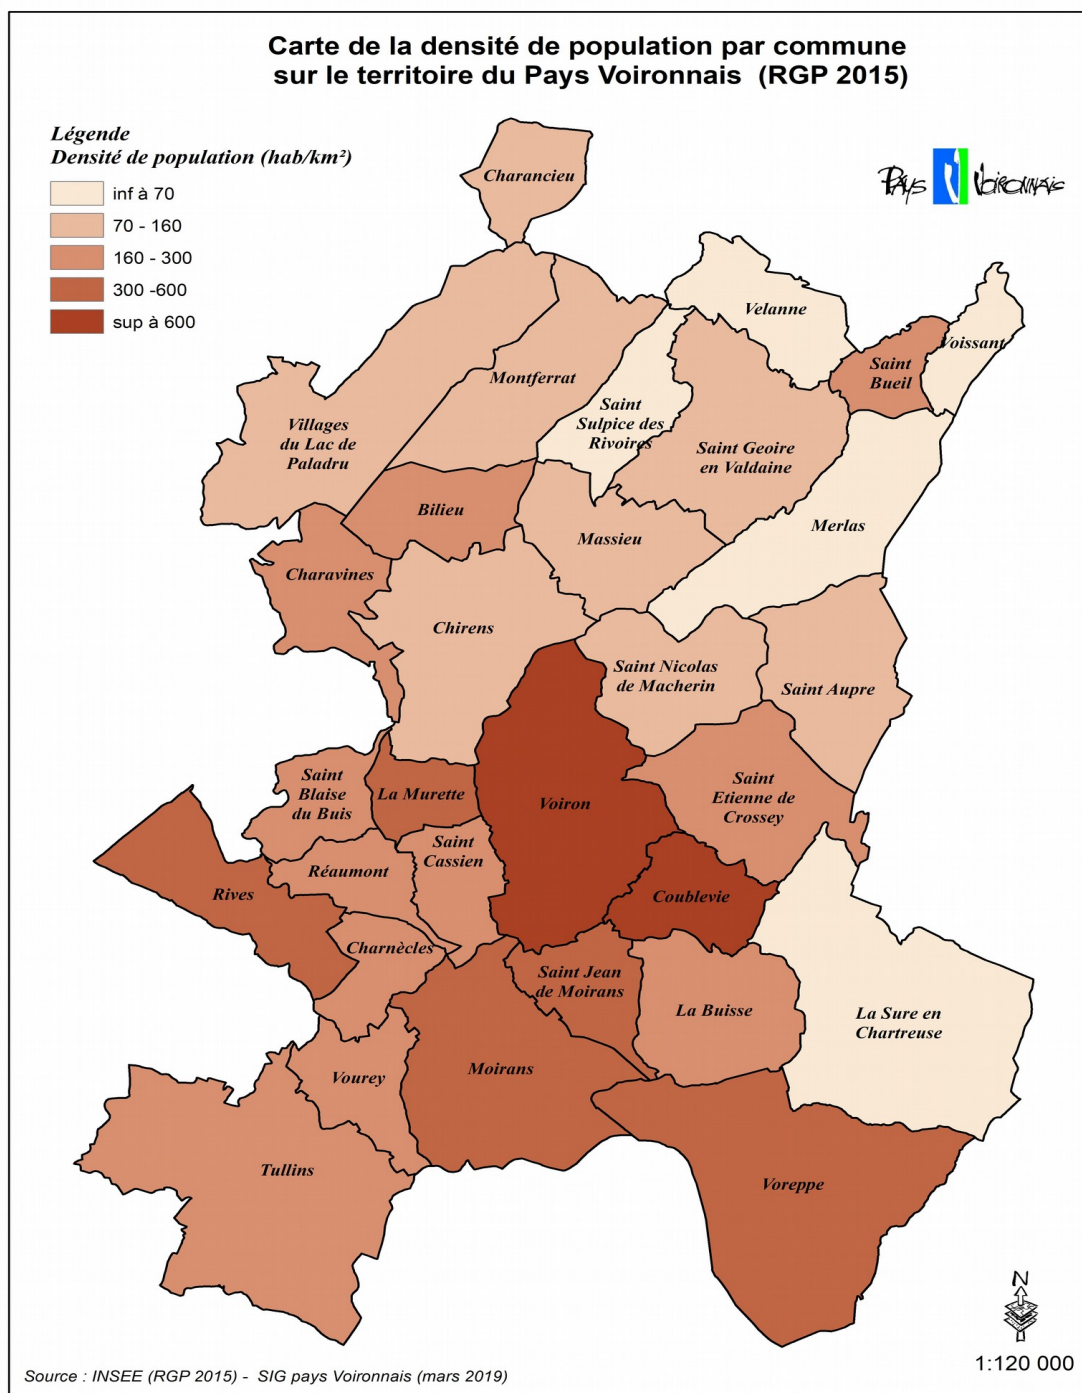 Carte de la densité de population par commune
sur le territoire du Pays Voironnais (RGP 2015)
Légende
Densité de population (hab/km²)
inf à 70
70 - 160
160 - 300
300 -600
sup à 600
PAYS VOIRONNAIS
Charancieu
Velanne
Voissant
Saint
Bueil
Montferrat
Saint
Sulpice des
Rivoires
Villages
du Lac de
Paladru
Saint Geoire
en Valdaine
Bilieu
Massieu
Merlas
Charavines
Chirens
Saint Nicolas
de Macherin
Saint Aupre
Saint
Blaise
du Buis
La Murette
Voiron
Saint
Etienne de
Crossey
Saint
Cassien
Réaumont
Rives
Coublevie
Charnècles
Saint Jean
de Moirans
La Buisse
La Sure en
Chartreuse
Moirans
Vourey
Tullins
Voreppe
N
1:120 000
Source : INSEE (RGP 2015) - SIG pays Voironnais (mars 2019)